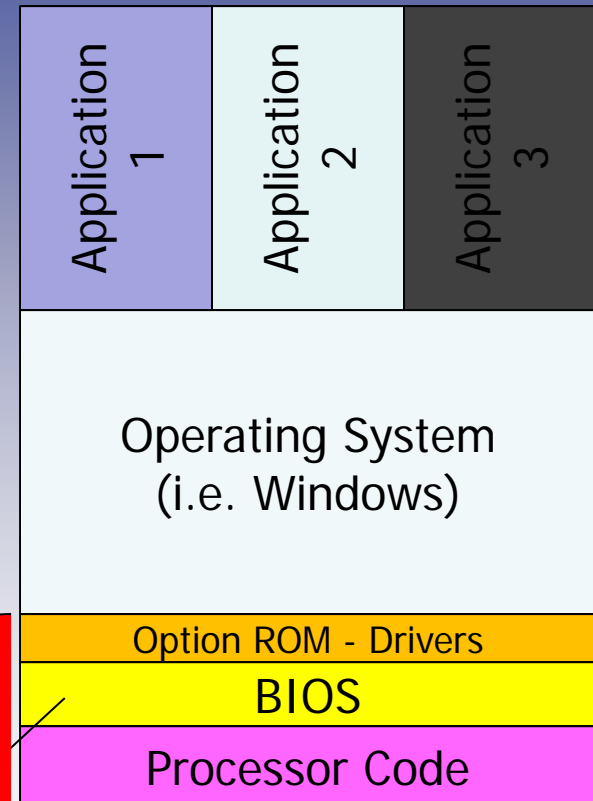 Application
1
Application
2
Application
3
Operating System
(i.e. Windows)
Option ROM - Drivers
BIOS
Processor Code